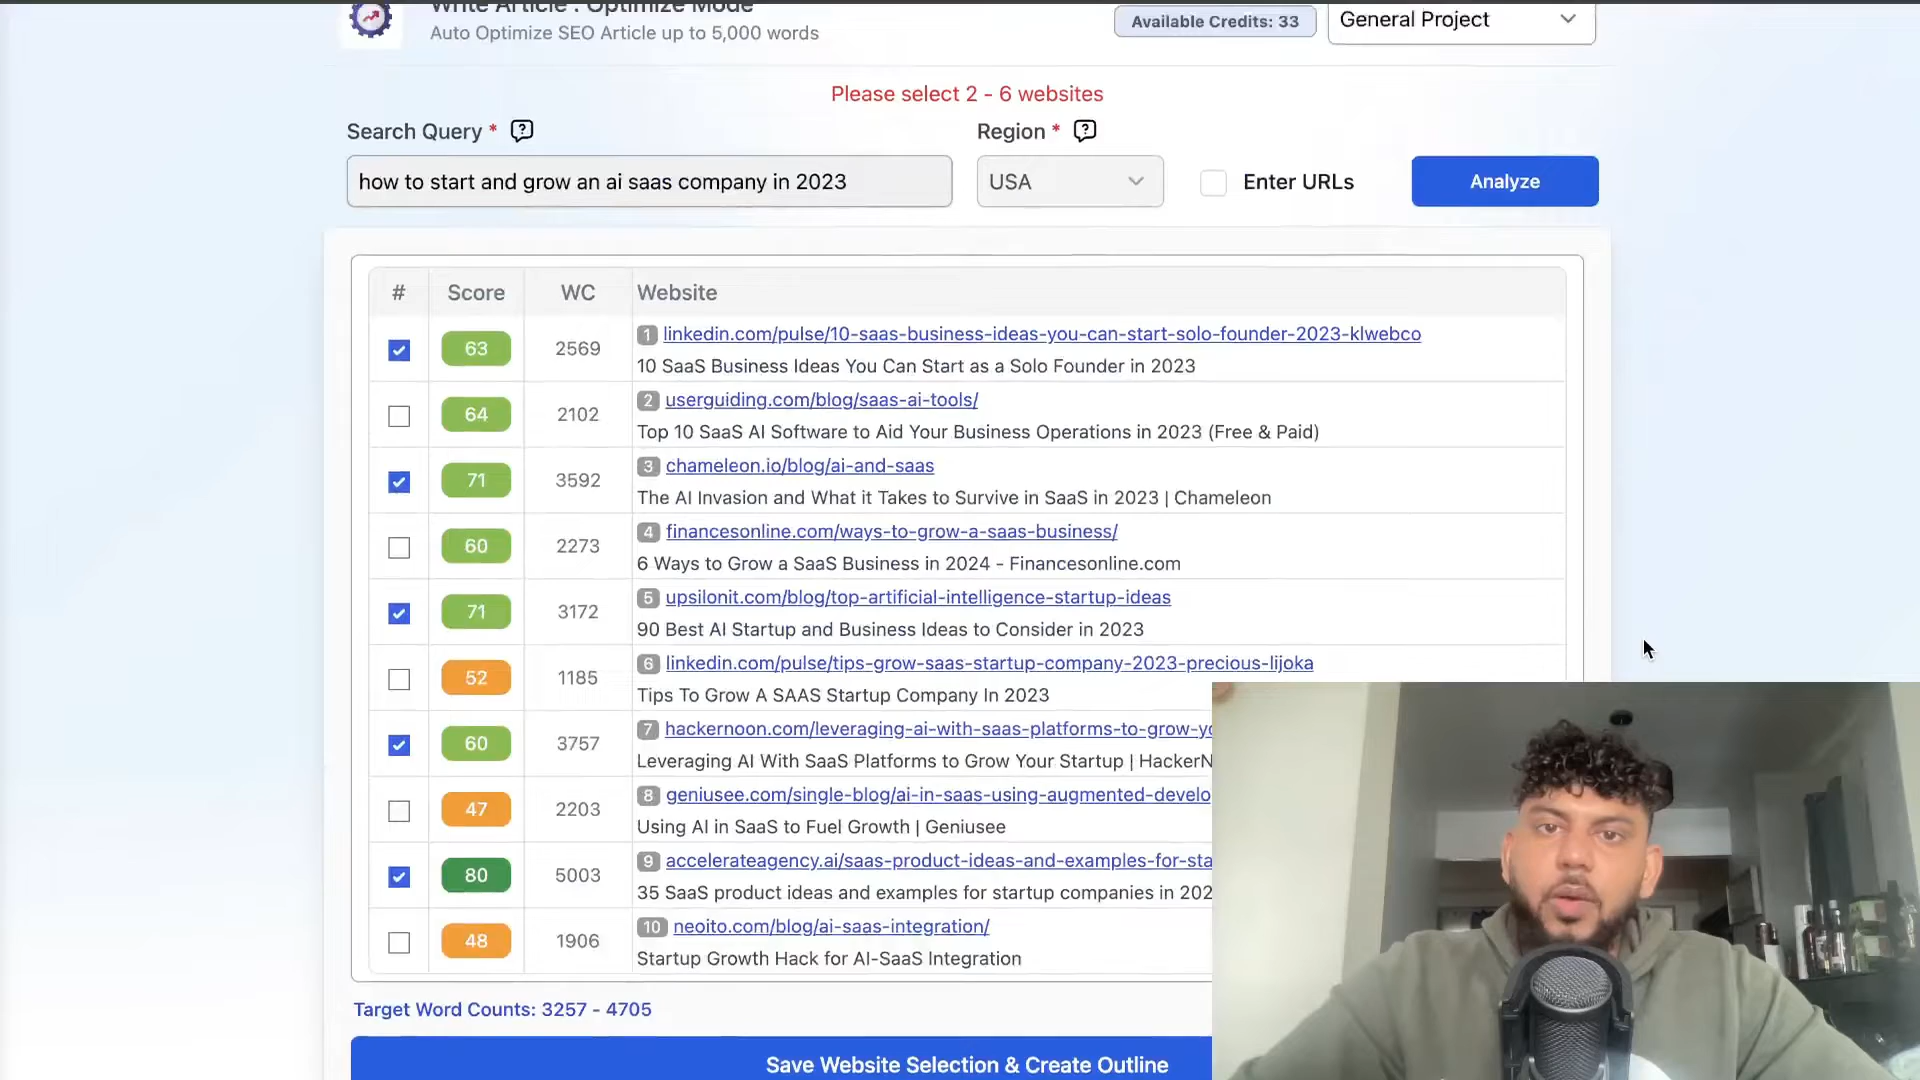 Write Article : Optimize Mode
Auto Optimize SEO Article up to 5,000 words
Available Credits: 33
General Project
Please select 2 - 6 websites
Search Query *
Region *
how to start and grow an ai saas company in 2023
USA
Enter URLs
Analyze
# Score WC Website
63 2569 1 linkedin.com/pulse/10-saas-business-ideas-you-can-start-solo-founder-2023-klwebco
10 SaaS Business Ideas You Can Start as a Solo Founder in 2023
64 2102 2 userguiding.com/blog/saas-ai-tools/
Top 10 SaaS AI Software to Aid Your Business Operations in 2023 (Free & Paid)
71 3592 3 chameleon.io/blog/ai-and-saas
The AI Invasion and What it Takes to Survive in SaaS in 2023 | Chameleon
60 2273 4 financesonline.com/ways-to-grow-a-saas-business/
6 Ways to Grow a SaaS Business in 2024 - Financesonline.com
71 3172 5 upsilonit.com/blog/top-artificial-intelligence-startup-ideas
90 Best AI Startup and Business Ideas to Consider in 2023
52 1185 6 linkedin.com/pulse/tips-grow-saas-startup-company-2023-precious-lijoka
Tips To Grow A SAAS Startup Company In 2023
60 3757 7 hackernoon.com/leveraging-ai-with-saas-platforms-to-grow-yo
Leveraging AI With SaaS Platforms to Grow Your Startup | HackerN
47 2203 8 geniusee.com/single-blog/ai-in-saas-using-augmented-develo
Using AI in SaaS to Fuel Growth | Geniusee
80 5003 9 accelerateagency.ai/saas-product-ideas-and-examples-for-sta
35 SaaS product ideas and examples for startup companies in 202
48 1906 10 neoito.com/blog/ai-saas-integration/
Startup Growth Hack for AI-SaaS Integration
Target Word Counts: 3257 - 4705
Save Website Selection & Create Outline